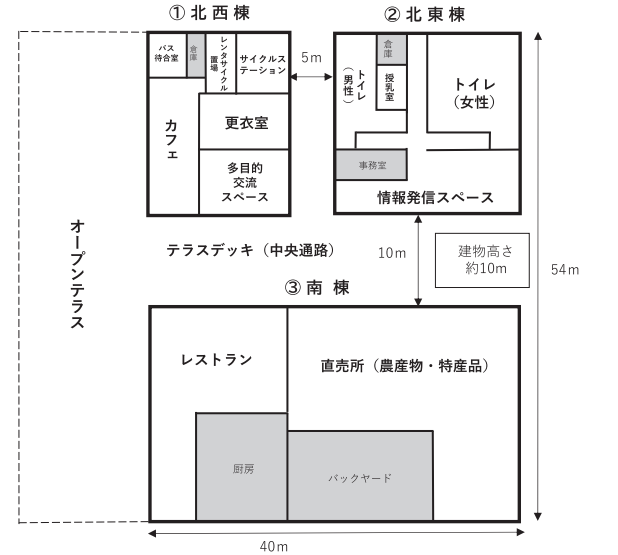 ①北西棟
②北東棟
バス
待合室
倉庫
レンタサイクル
置場
サイクルス
テーション
5m
倉庫
トイレ
（男性）
授乳室
トイレ
（女性）
カフェ
更衣室
多目的
交流
スペース
事務室
情報発信スペース
オープンテラス
テラスデッキ（中央通路）
10m
建物高さ
約10m
54m
③南棟
レストラン
直売所（農産物・特産品）
厨房
バックヤード
40m